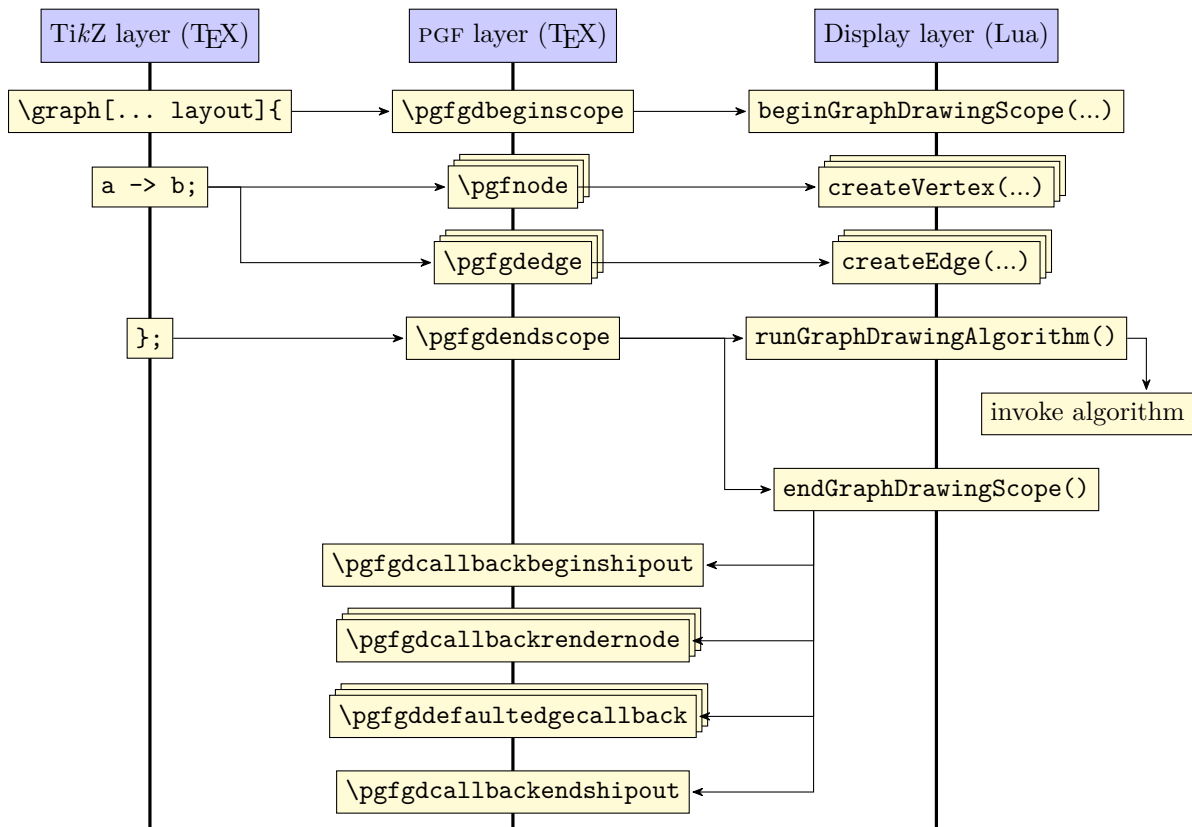 TikZ layer (TEX)
PGF layer (TEX)
Display layer (Lua)
\graph[... layout]{
\pgfgdbeginscope
beginGraphDrawingScope(…)
a -> b;
\pgfnode
createVertex(…)
\pgfgdedge
createEdge(…)
};
\pgfgdendscope
runGraphDrawingAlgorithm()
invoke algorithm
endGraphDrawingScope()
\pgfgdcallbackbeginshipout
\pgfgdcallbackrendernode
\pgfgddefaultedgecallback
\pgfgdcallbackendshipout